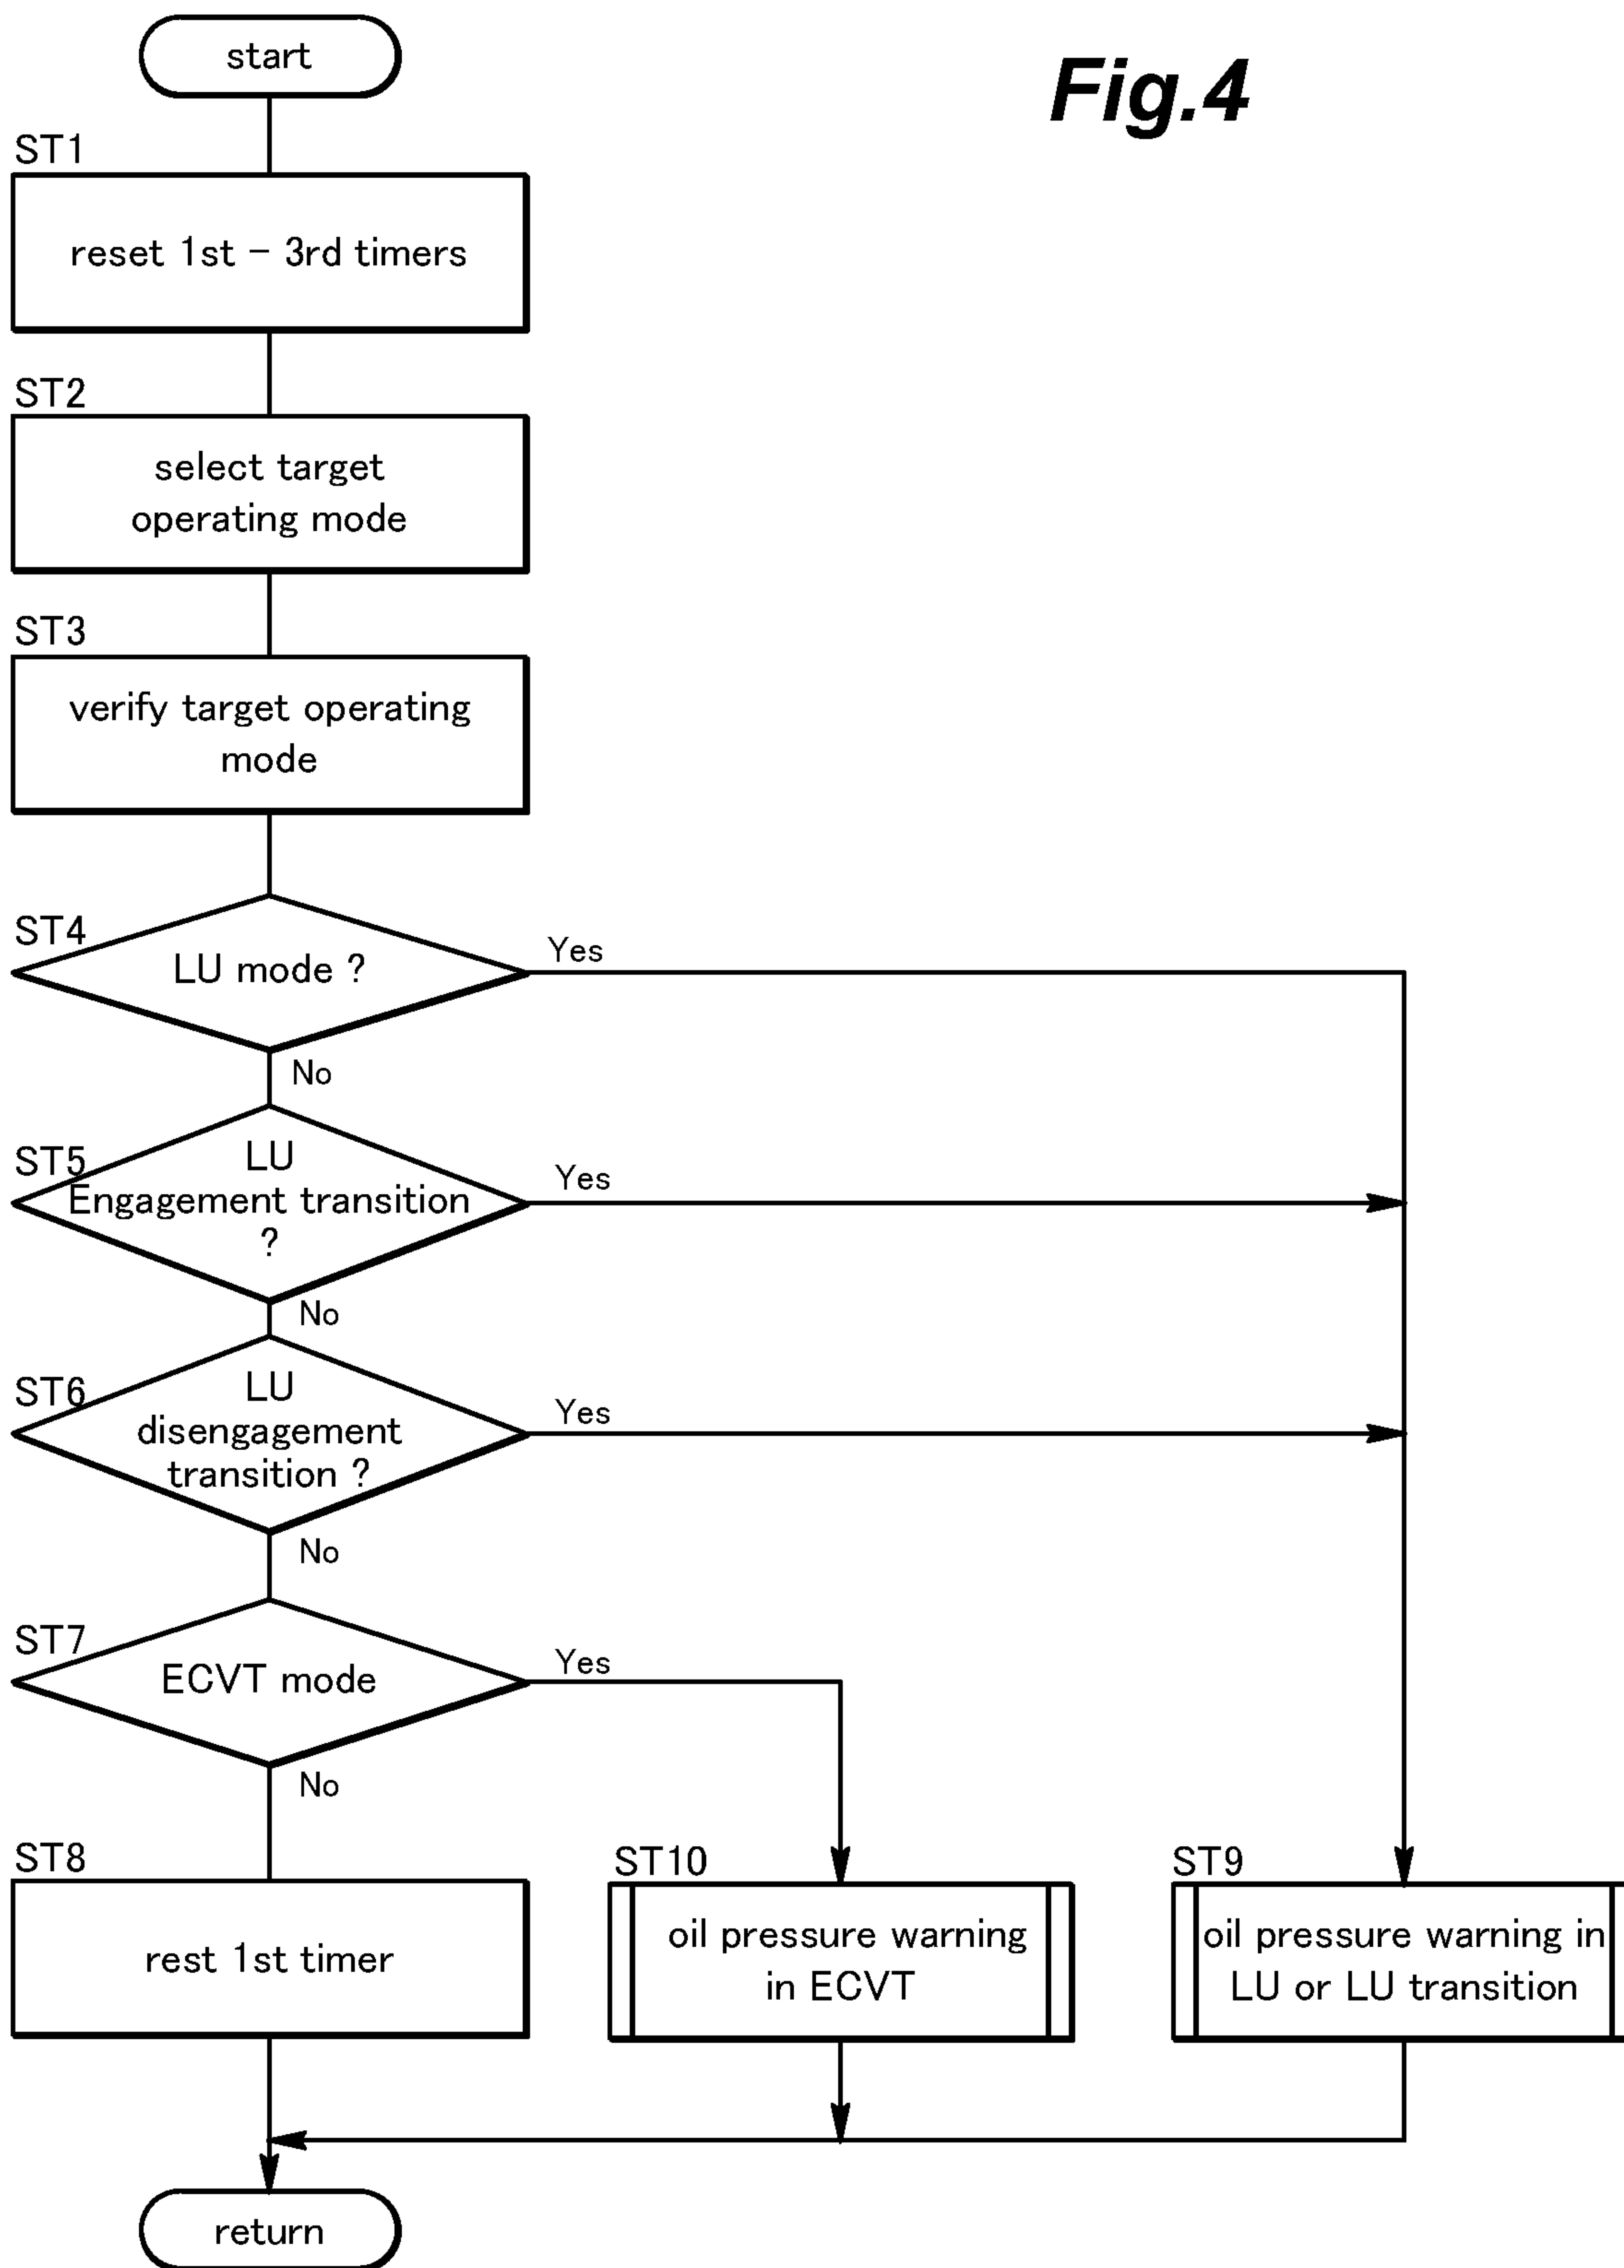 start
Fig.4
ST1
reset 1st - 3rd timers
ST2
select target
operating mode
ST3
verify target operating
mode
ST4
LU mode ?
Yes
No
ST5
LU
Engagement transition
?
Yes
No
ST6
LU
disengagement
transition ?
Yes
No
ST7
ECVT mode
Yes
No
ST8
rest 1st timer
ST10
oil pressure warning
in ECVT
ST9
oil pressure warning in
LU or LU transition
return